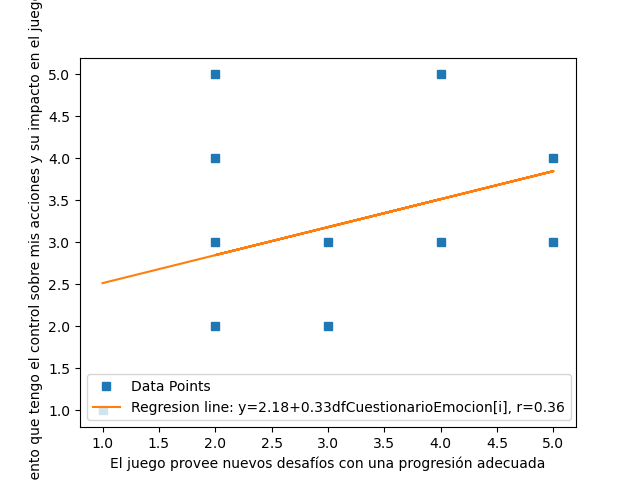 ento que tengo el control sobre mis acciones y su impacto en el jueg
5.0
4.5
4.0
3.5
3.0
2.5
2.0
1.5
1.0
Data Points
Regresion line: y=2.18+0.33dfCuestionarioEmocion[i], r=0.36
1.0 1.5 2.0 2.5 3.0 3.5 4.0 4.5 5.0
El juego provee nuevos desafíos con una progresión adecuada